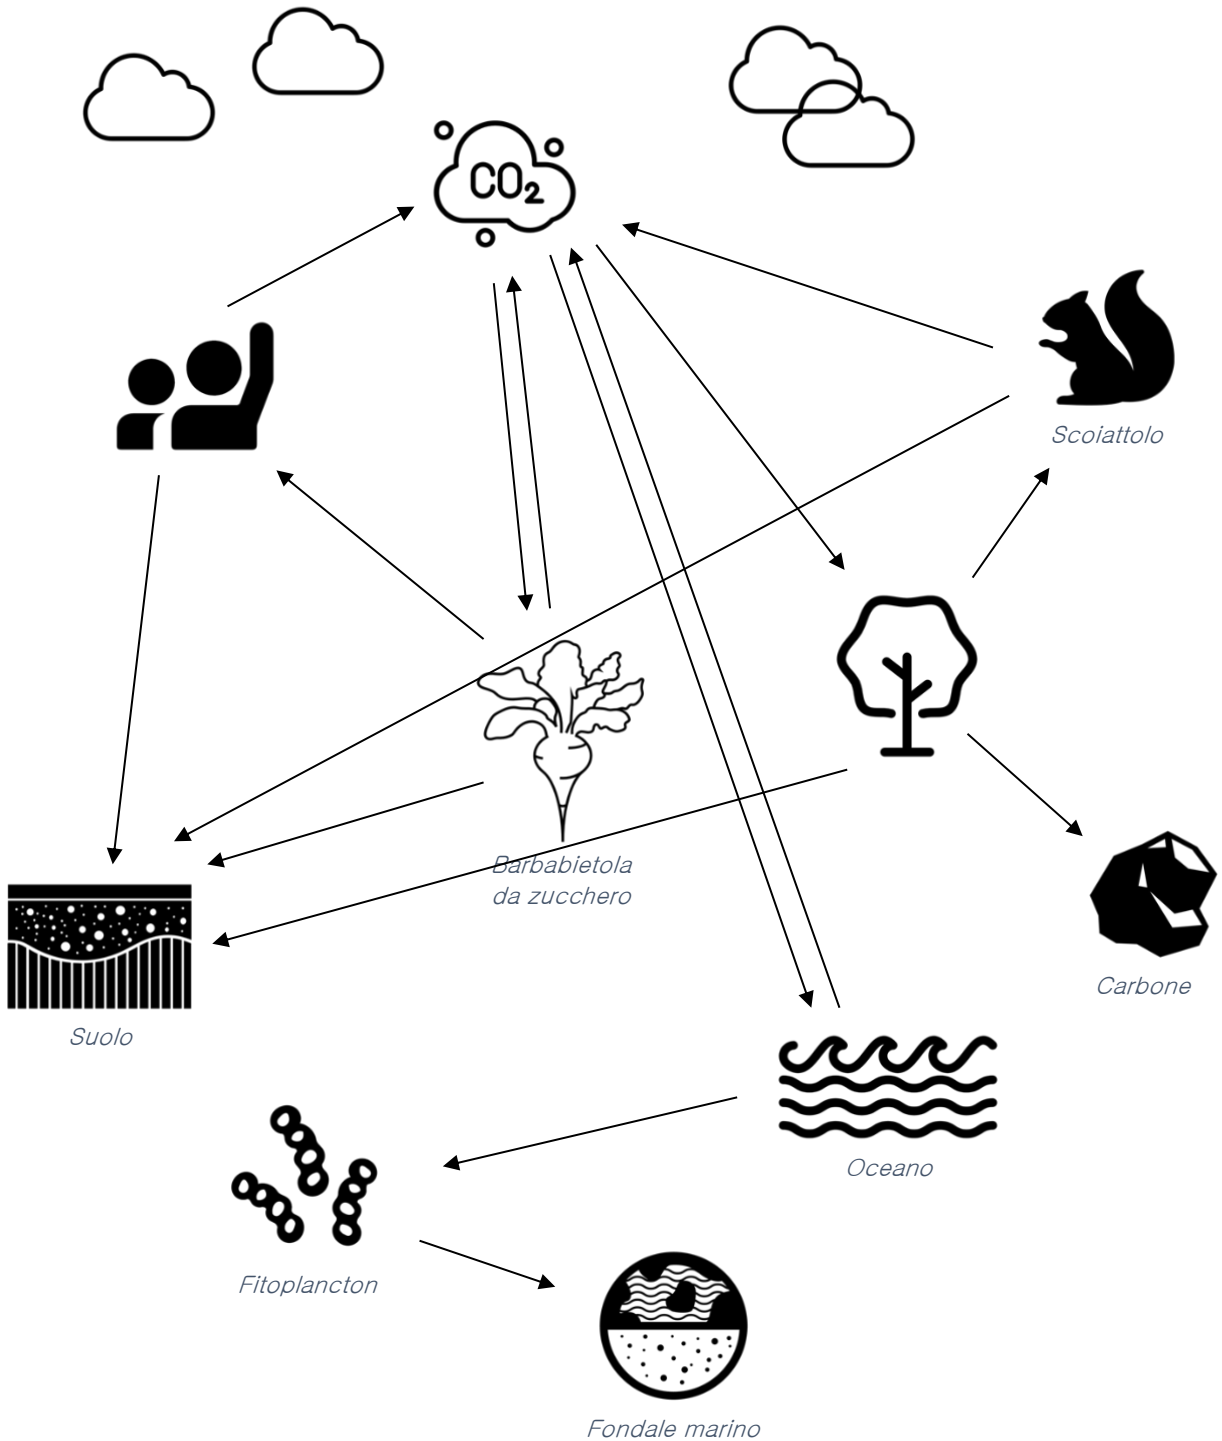 CO₂
Scoiattolo
Barbabietola
da zucchero
Carbone
Suolo
Oceano
Fitoplancton
Fondale marino